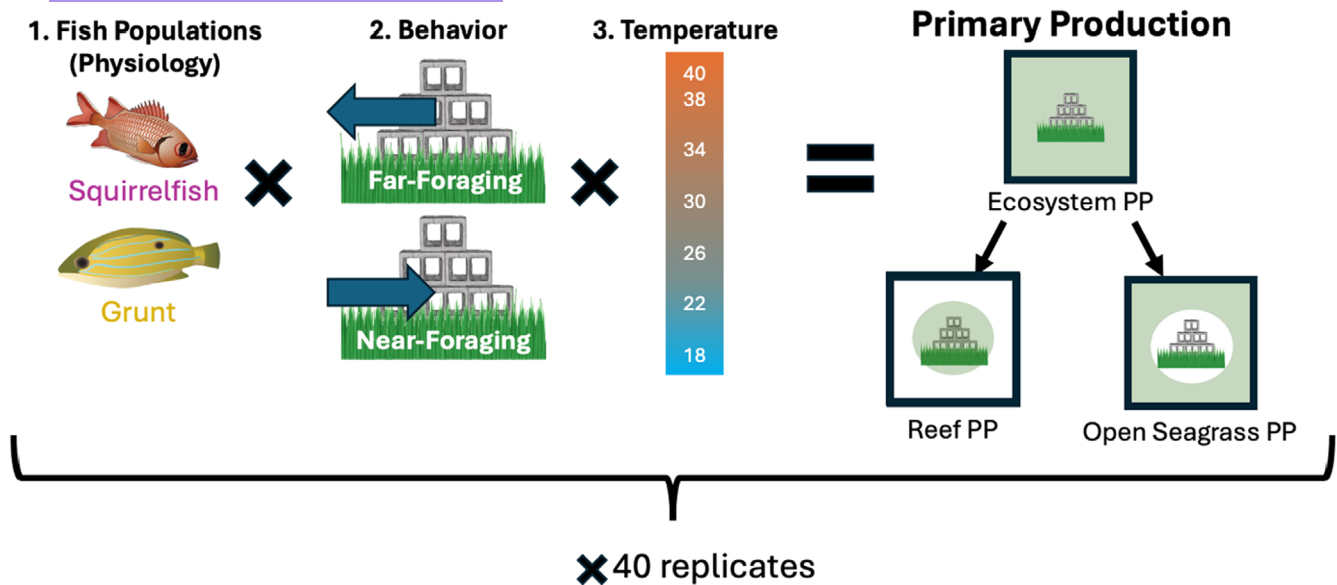 1. Fish Populations
(Physiology)
Squirrelfish
Grunt
2. Behavior
Far-Foraging
Near-Foraging
3. Temperature
40
38
34
30
26
22
18
Primary Production
Ecosystem PP
Reef PP
Open Seagrass PP
×40 replicates